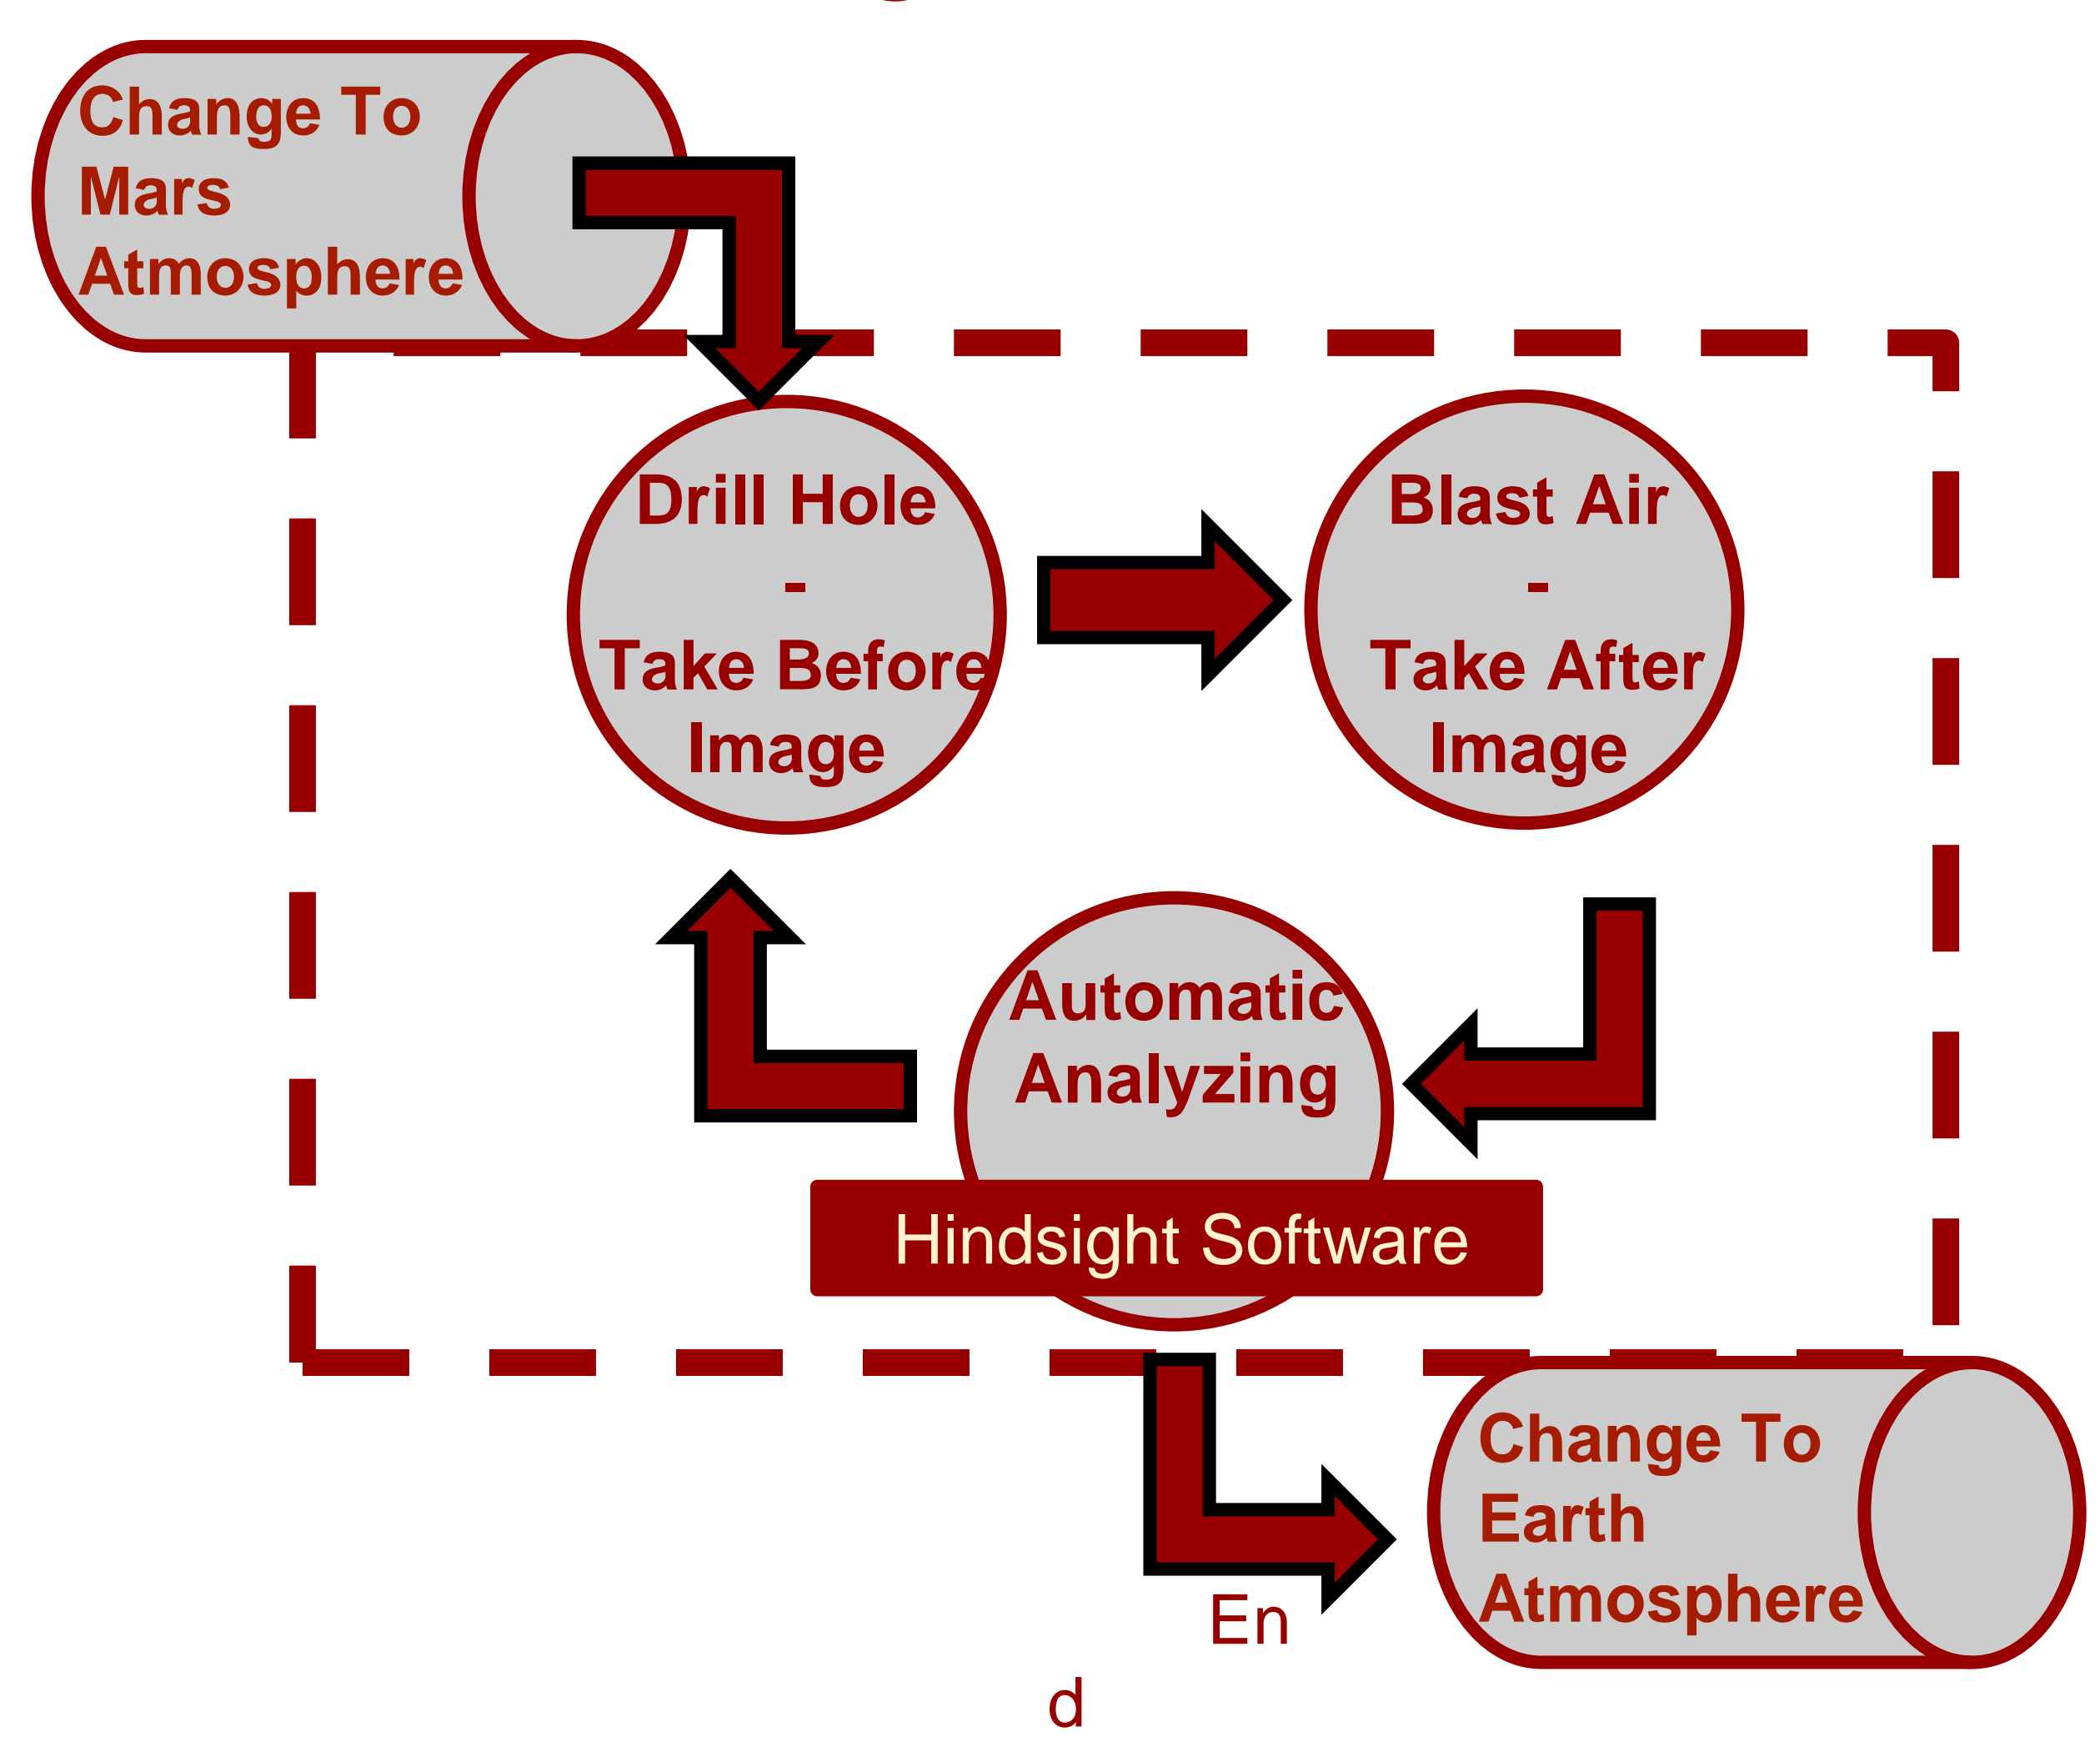 Change To
Mars
Atmosphere
Drill Hole
-
Take Before
Image
Blast Air
-
Take After
Image
Automatic
Analyzing
Hindsight Software
Change To
Earth
Atmosphere
En
d